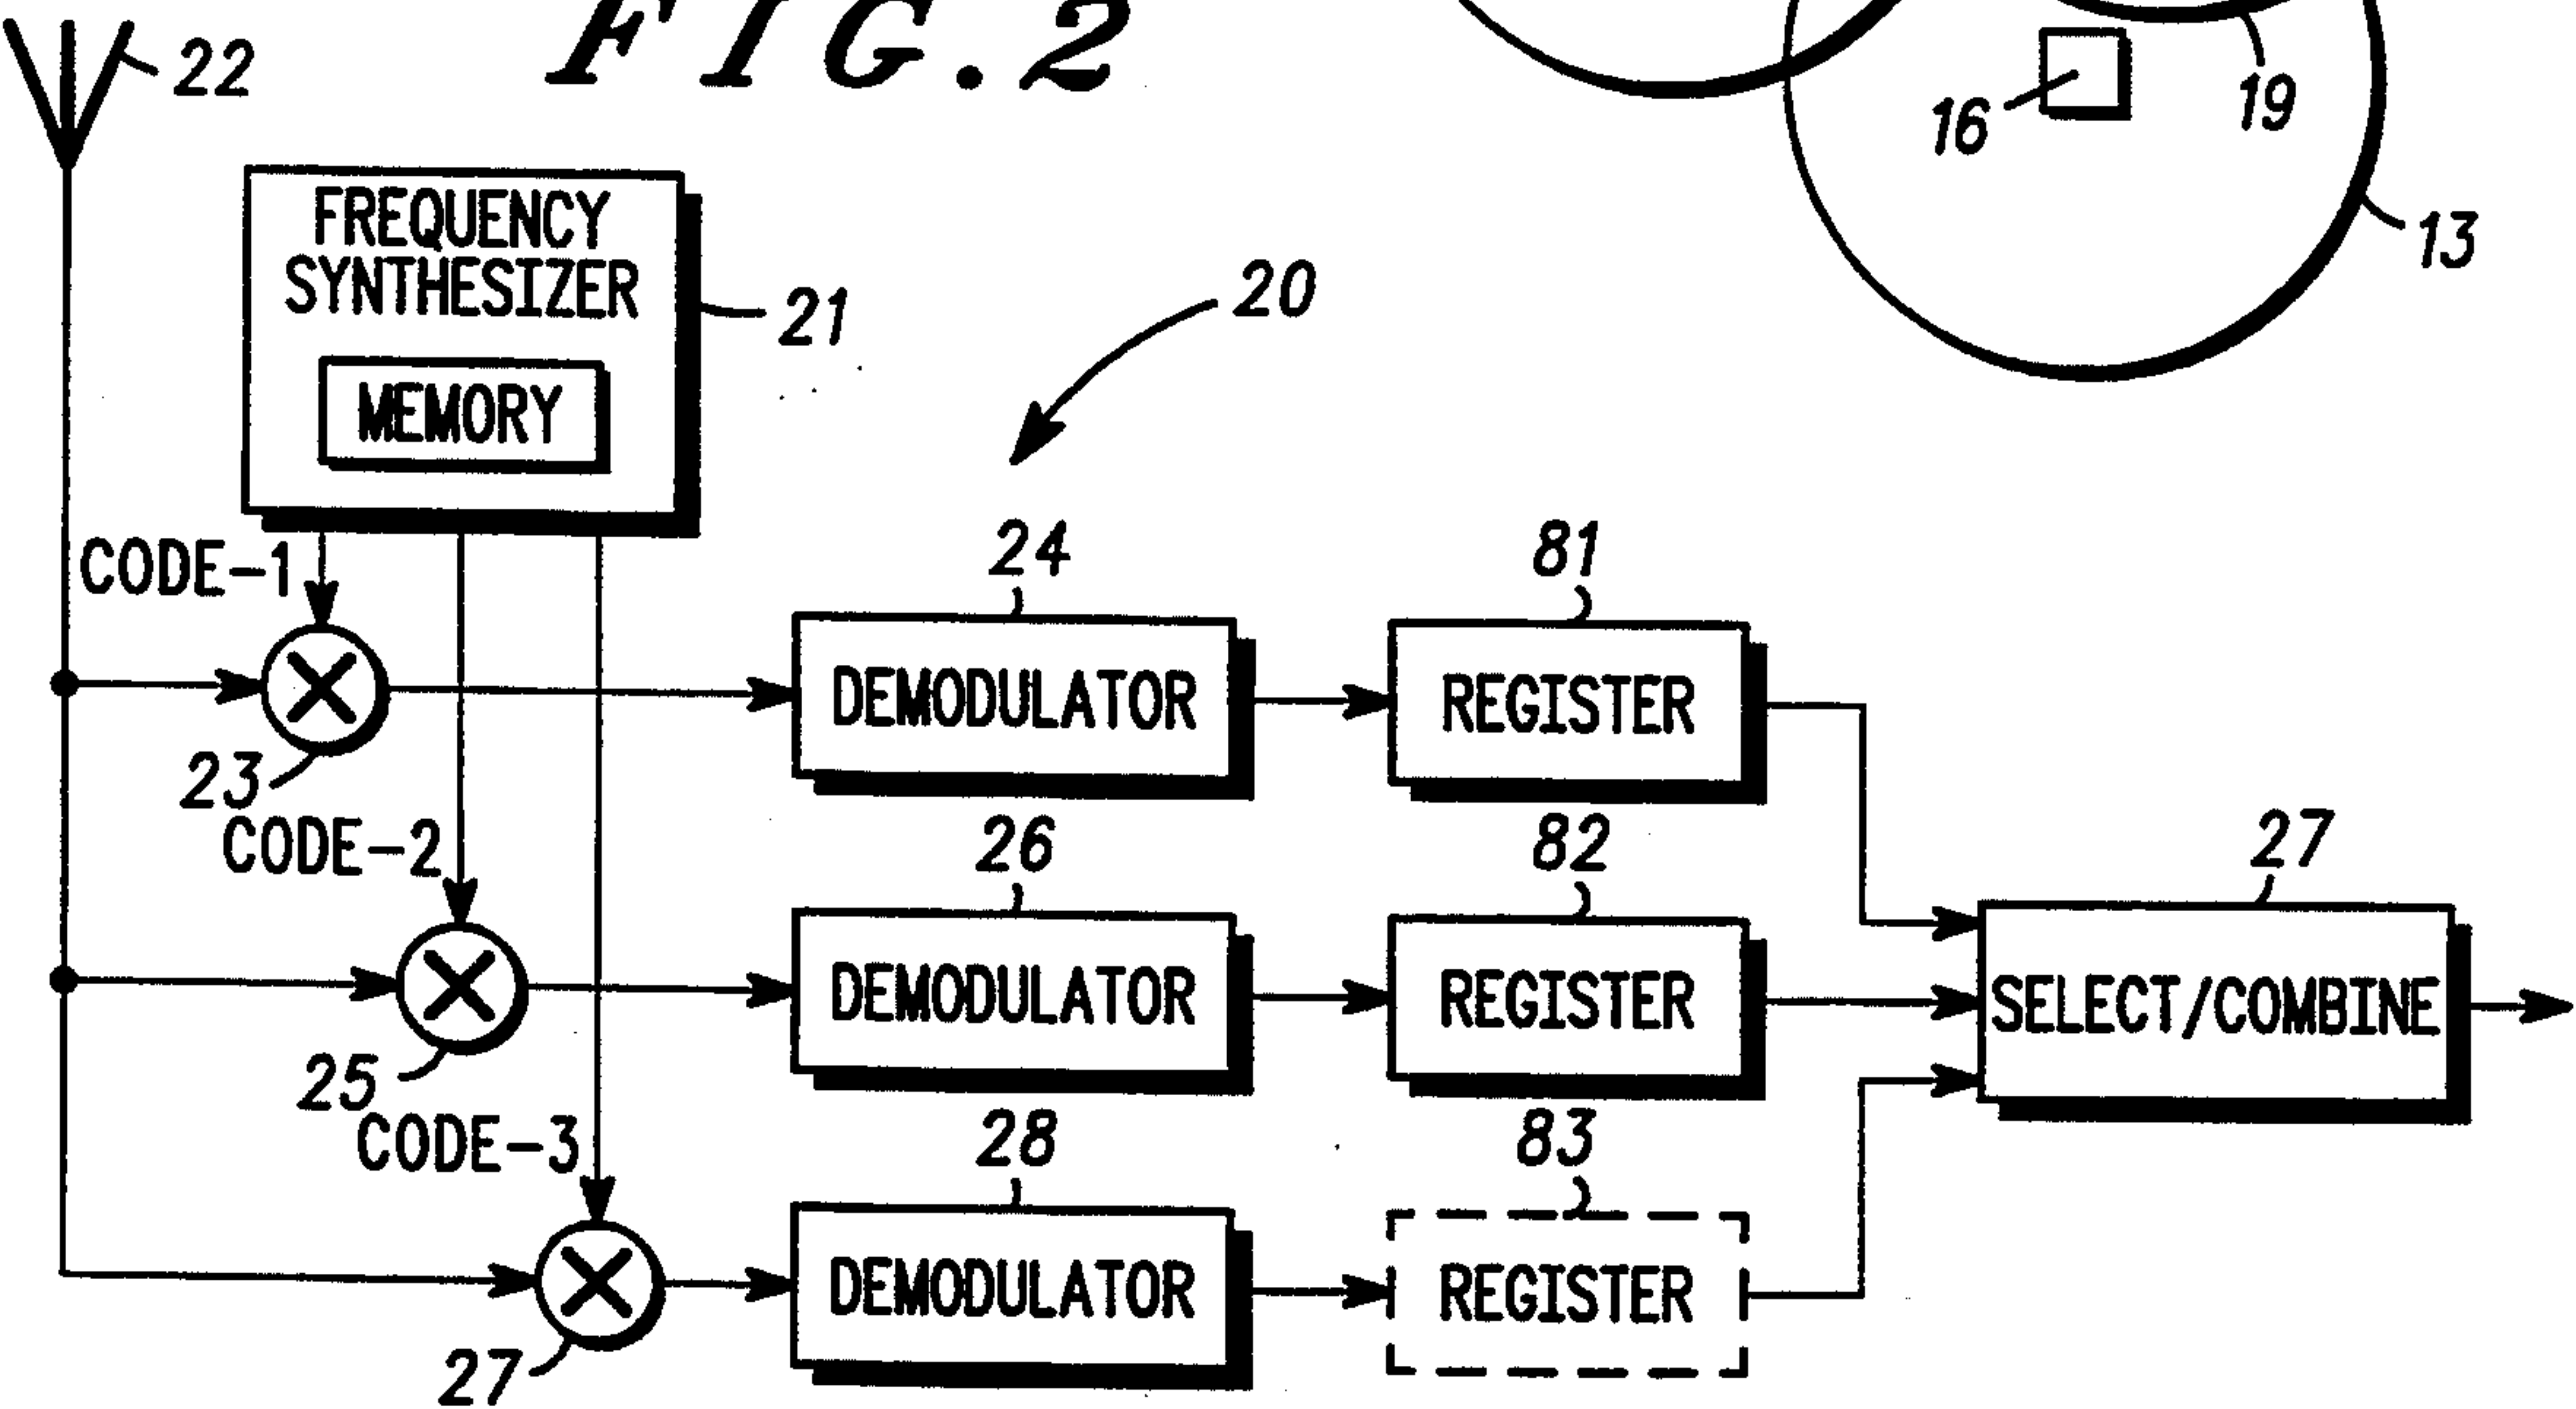 FIG.2
22
16
19
13
FREQUENCY
SYNTHESIZER
MEMORY
21
20
CODE-1
23
24
DEMODULATOR
81
REGISTER
CODE-2
25
26
DEMODULATOR
82
REGISTER
27
SELECT/COMBINE
CODE-3
27
28
DEMODULATOR
83
REGISTER